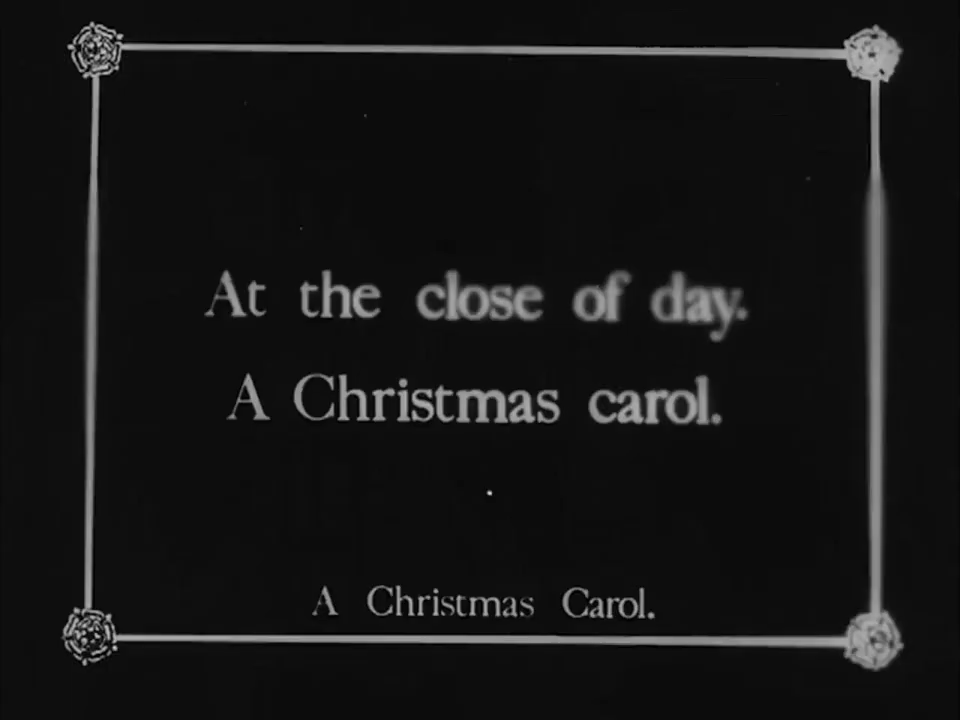 At the close of day.
A Christmas carol.
A Christmas Carol.